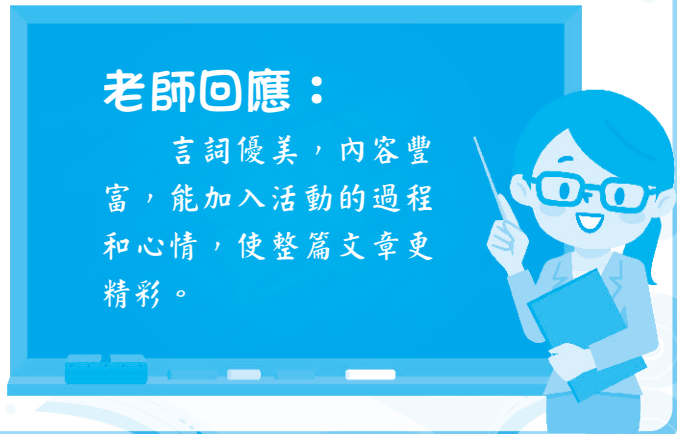 老師回應：
言詞優美，內容豐
富，能加入活動的過程
和心情，使整篇文章更
精彩。